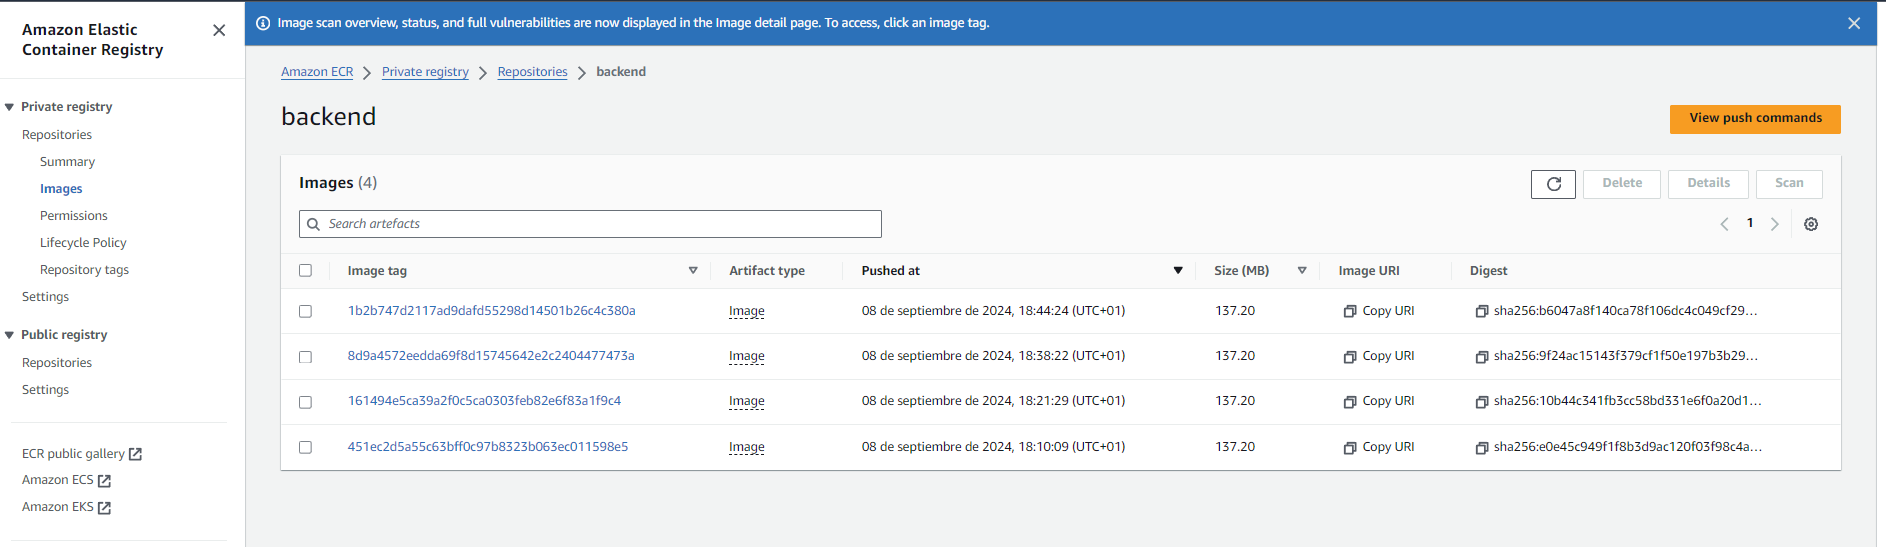 Amazon Elastic
Container Registry
Image scan overview, status, and full vulnerabilities are now displayed in the Image detail page. To access, click an image tag.
Private registry
Repositories
Summary
Images
Permissions
Lifecycle Policy
Repository tags
Settings
Public registry
Repositories
Settings
ECR public gallery
Amazon ECS
Amazon EKS
Amazon ECR > Private registry > Repositories > backend
backend
View push commands
Images (4)
Delete Details Scan
Search artefacts
1
Image tag Artifact type Pushed at Size (MB) Image URI Digest
1b2b747d2117ad9dafd55298d14501b26c4c380a Image 08 de septiembre de 2024, 18:44:24 (UTC+01) 137.20 Copy URI sha256:b6047a8f140ca78f106dc4c049cf29...
8d9a4572eedda69f8d15745642e2c2404477473a Image 08 de septiembre de 2024, 18:38:22 (UTC+01) 137.20 Copy URI sha256:9f24ac15143f379cf1f50e197b3b29...
161494e5ca39a2f0c5ca0303feb82e6f83a1f9c4 Image 08 de septiembre de 2024, 18:21:29 (UTC+01) 137.20 Copy URI sha256:10b44c341fb3cc58bd331e6f0a20d1...
451ec2d5a55c63bff0c97b8323b063ec011598e5 Image 08 de septiembre de 2024, 18:10:09 (UTC+01) 137.20 Copy URI sha256:e0e45c949f1f8b3d9ac120f03f98c4a...